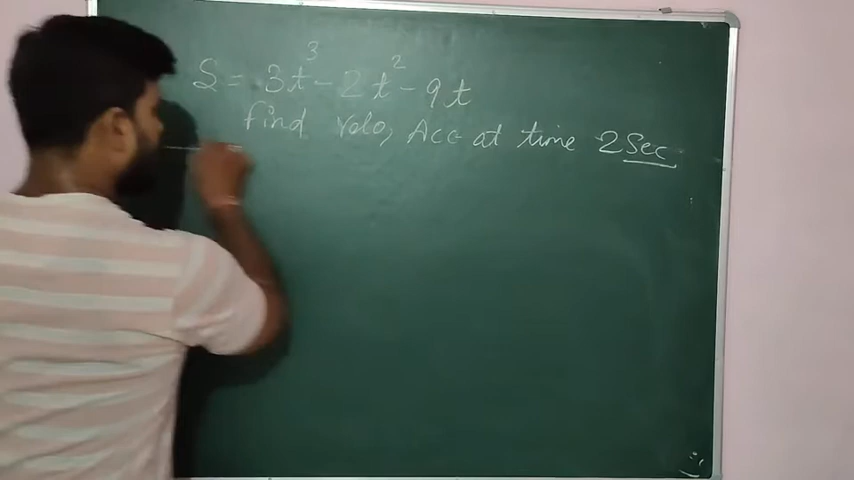 S = 3t³ - 2t² - 9t
find Velo, Acc at time 2Sec